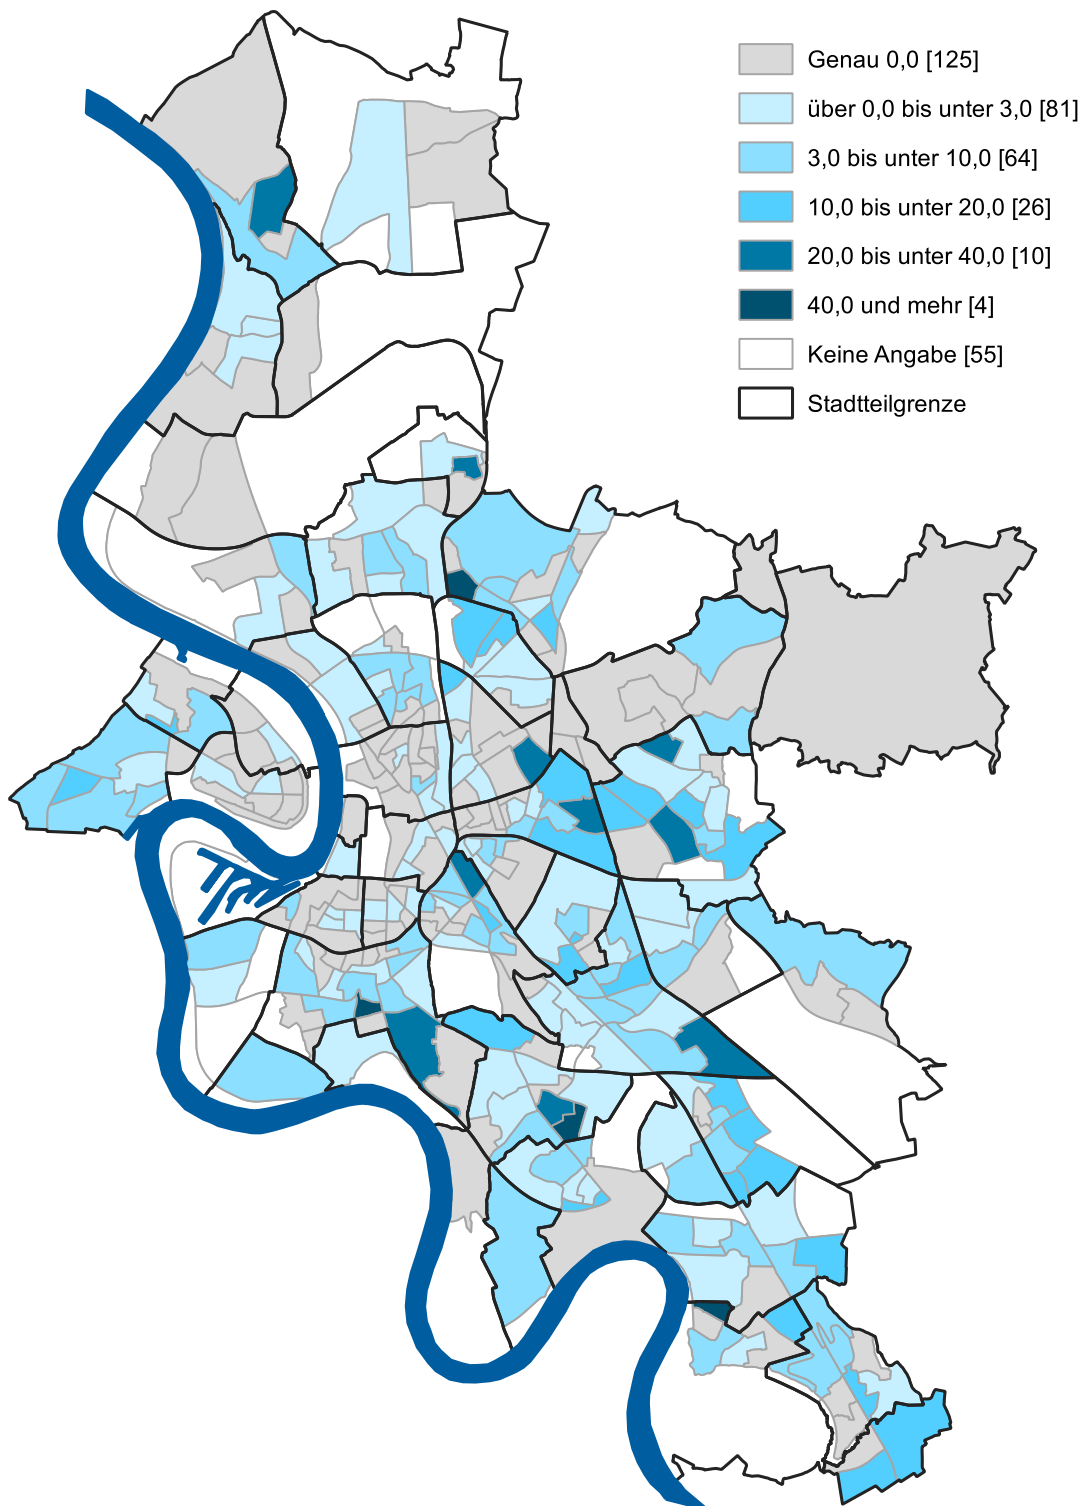 Genau 0,0 [125]
über 0,0 bis unter 3,0 [81]
3,0 bis unter 10,0 [64]
10,0 bis unter 20,0 [26]
20,0 bis unter 40,0 [10]
40,0 und mehr [4]
Keine Angabe [55]
Stadtteilgrenze